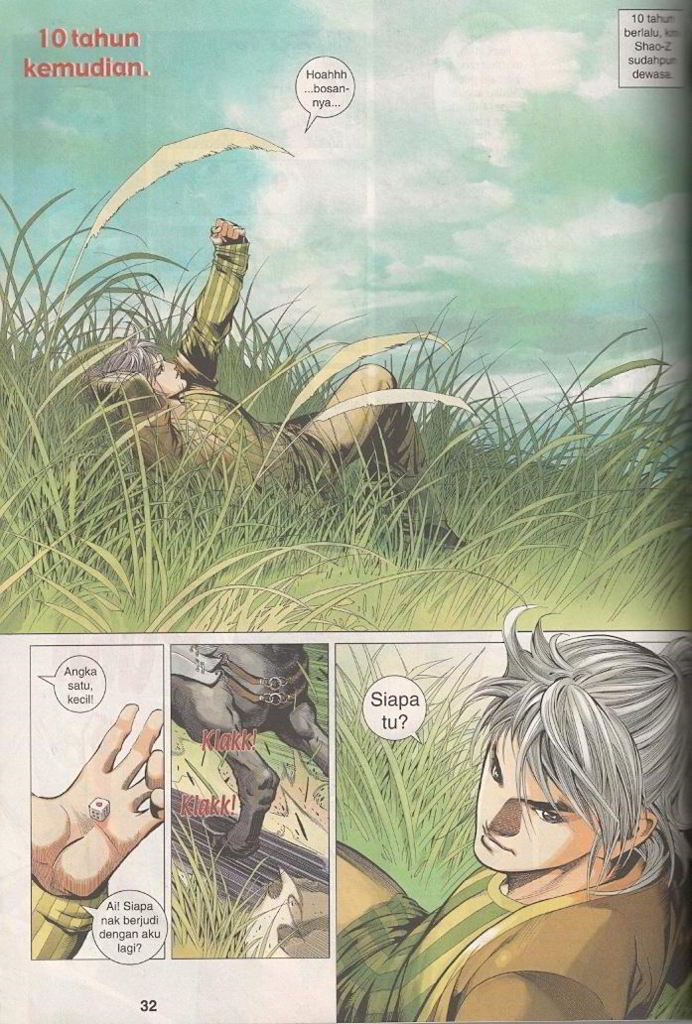 10 tahun
kemudian.
Hoahhh
...bosan-
nya...
10 tahun
berlalu,
Shao-Z
sudahpun
dewasa.
Angka
satu,
kecil!
Ai! Siapa
nak berjudi
dengan aku
lagi?
Klakk!
Klakk!
Siapa
tu?
32